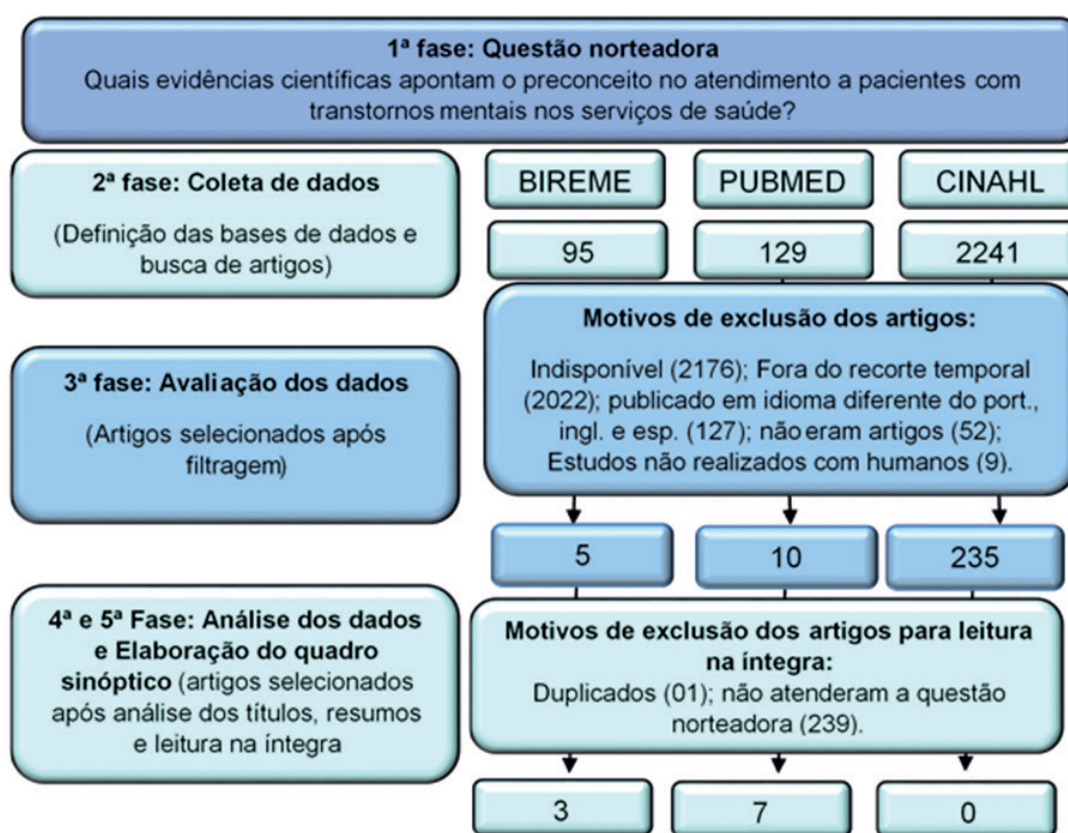 1ª fase: Questão norteadora
Quais evidências científicas apontam o preconceito no atendimento a pacientes com
transtornos mentais nos serviços de saúde?
2ª fase: Coleta de dados
(Definição das bases de dados e
busca de artigos)
BIREME
PUBMED
CINAHL
95
129
2241
Motivos de exclusão dos artigos:
Indisponível (2176); Fora do recorte temporal
(2022); publicado em idioma diferente do port.,
ingl. e esp. (127); não eram artigos (52);
Estudos não realizados com humanos (9).
3ª fase: Avaliação dos dados
(Artigos selecionados após
filtragem)
5
10
235
4ª e 5ª Fase: Análise dos dados
e Elaboração do quadro
sinóptico (artigos selecionados
após análise dos títulos, resumos
e leitura na íntegra
Motivos de exclusão dos artigos para leitura
na íntegra:
Duplicados (01); não atenderam a questão
norteadora (239).
3
7
0